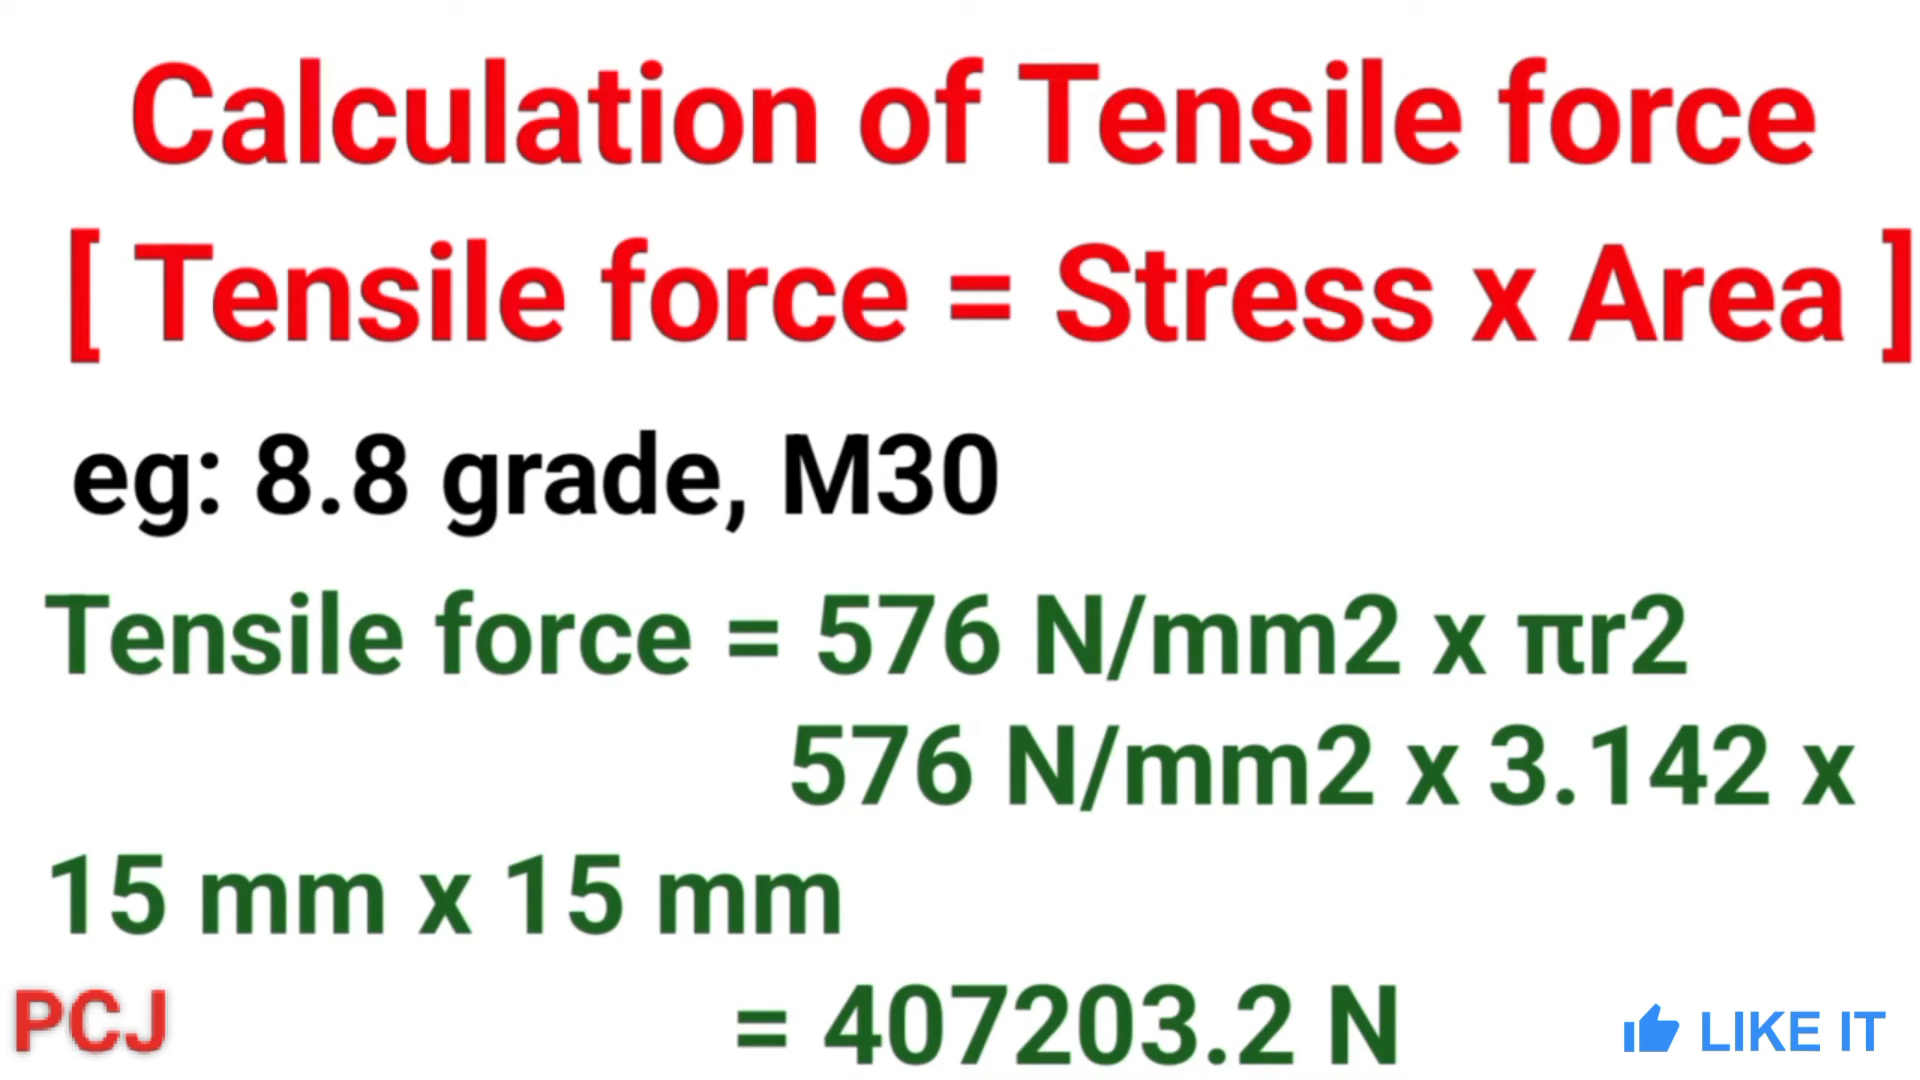 Calculation of Tensile force
[ Tensile force = Stress x Area ]
eg: 8.8 grade, M30
Tensile force = 576 N/mm2 x πr2
576 N/mm2 x 3.142 x
15 mm x 15 mm
= 407203.2 N
PCJ
LIKE IT